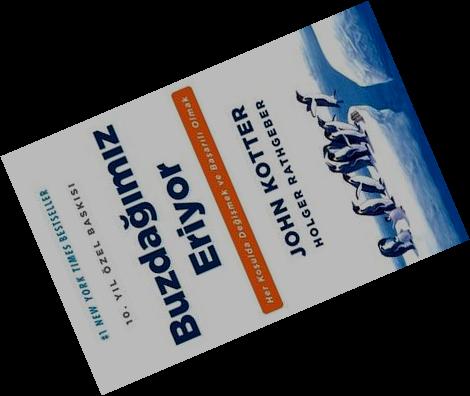 #1 NEW YORK TIMES BESTSELLER
10. YIL ÖZEL BASKISI
Buzdağımız
Eriyor
Her Koşulda Değişmek ve Başarılı Olmak
JOHN KOTTER
HOLGER RATHGEBER